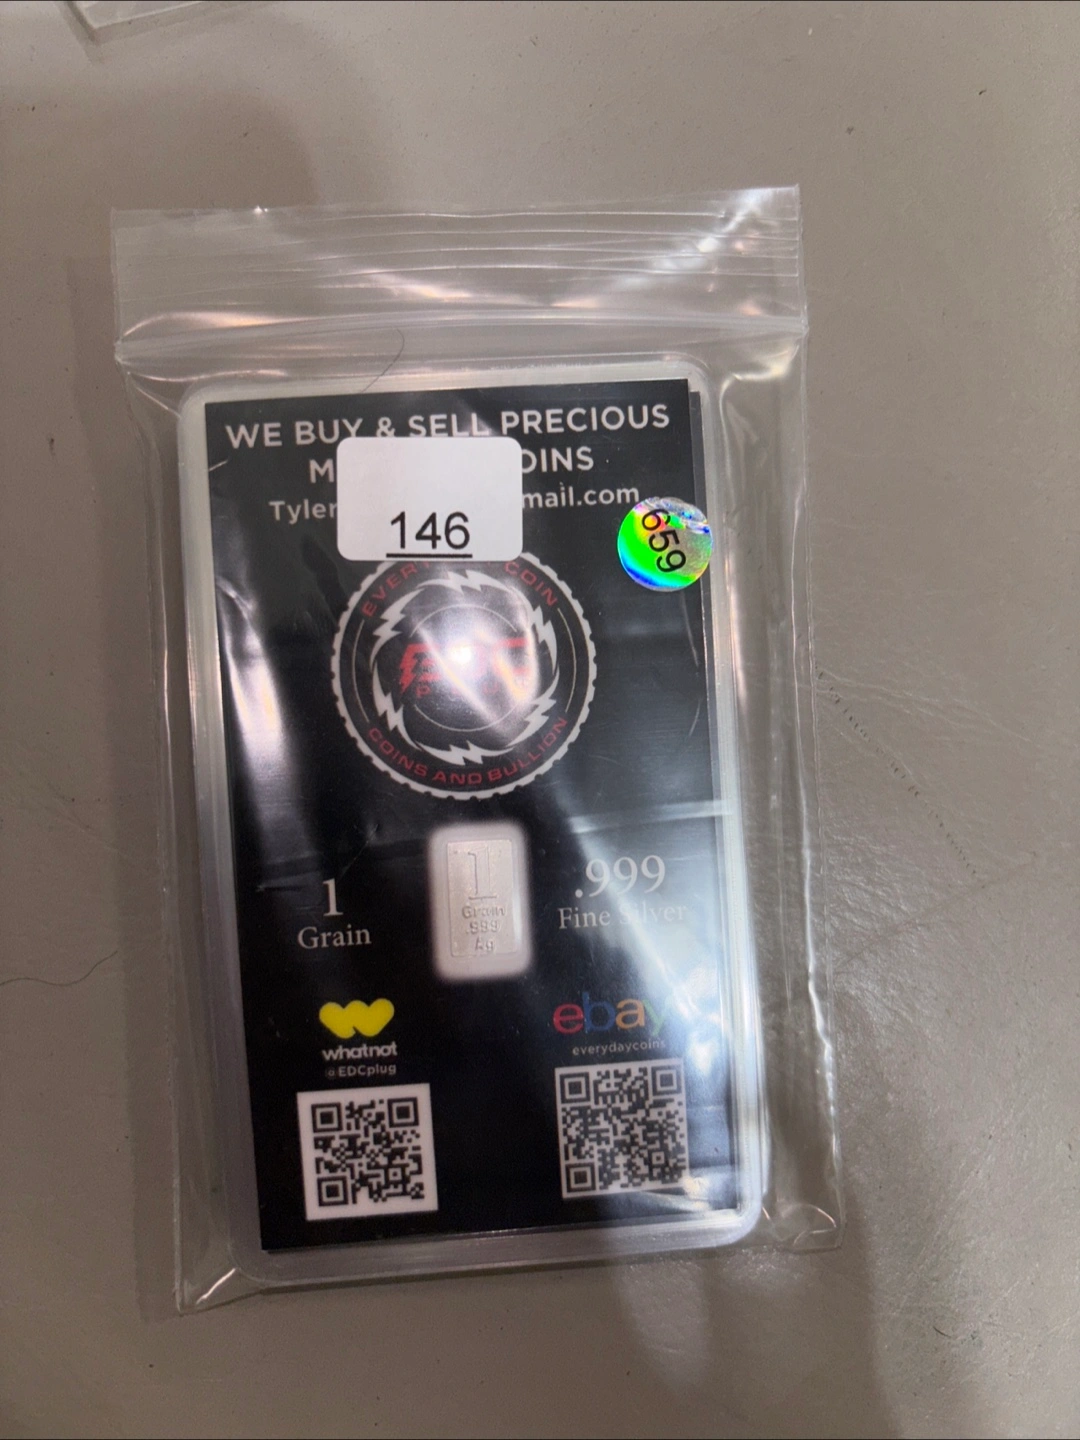 WE BUY & SELL PRECIOUS
M OINS
Tyler mail.com
146
659
COIN
COINS AND BULLION
1
Grain
.999
Fine Silver
1
Grain
.999
Ag
whatnot
@EDCplug
ebay
everydaycoins